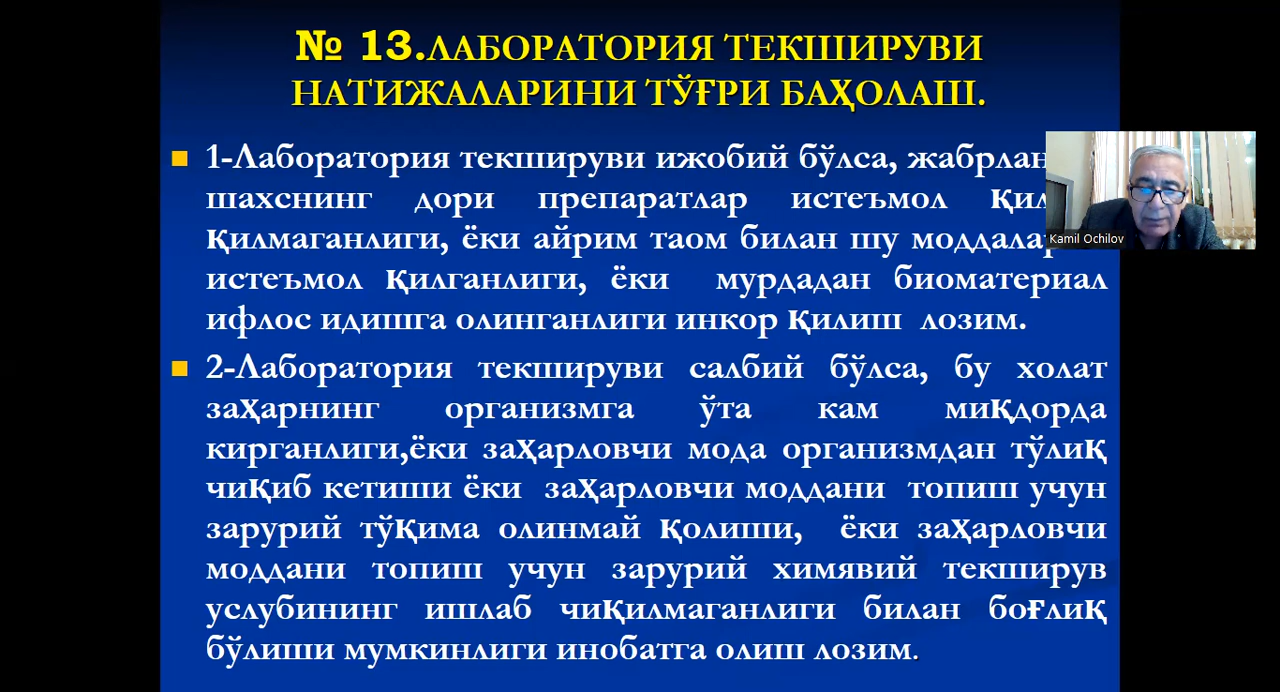 № 13.ЛАБОРАТОРИЯ ТЕКШИРУВИ
НАТИЖАЛАРИНИ ТЎҒРИ БАҲОЛАШ.
1-Лаборатория текшируви ижобий бўлса,
шахснинг дори препаратлар истеъмол
қилмаганлиги, ёки айрим таом билан шу
истеъмол қилганлиги, ёки мурдадан биоматериал
ифлос идишга олинганлиги инкор қилиш лозим.
2-Лаборатория текшируви салбий бўлса, бу холат
заҳарнинг организмга ўта кам миқдорда
кирганлиги,ёки заҳарловчи мода организмдан тўлиқ
чиқиб кетиши ёки заҳарловчи моддани топиш учун
зарурий тўқима олинмай қолиши, ёки заҳарловчи
моддани топиш учун зарурий химявий текширув
услубининг ишлаб чиқилмаганлиги билан боғлиқ
бўлиши мумкинлиги инобатга олиш лозим.
Kamil Ochilov